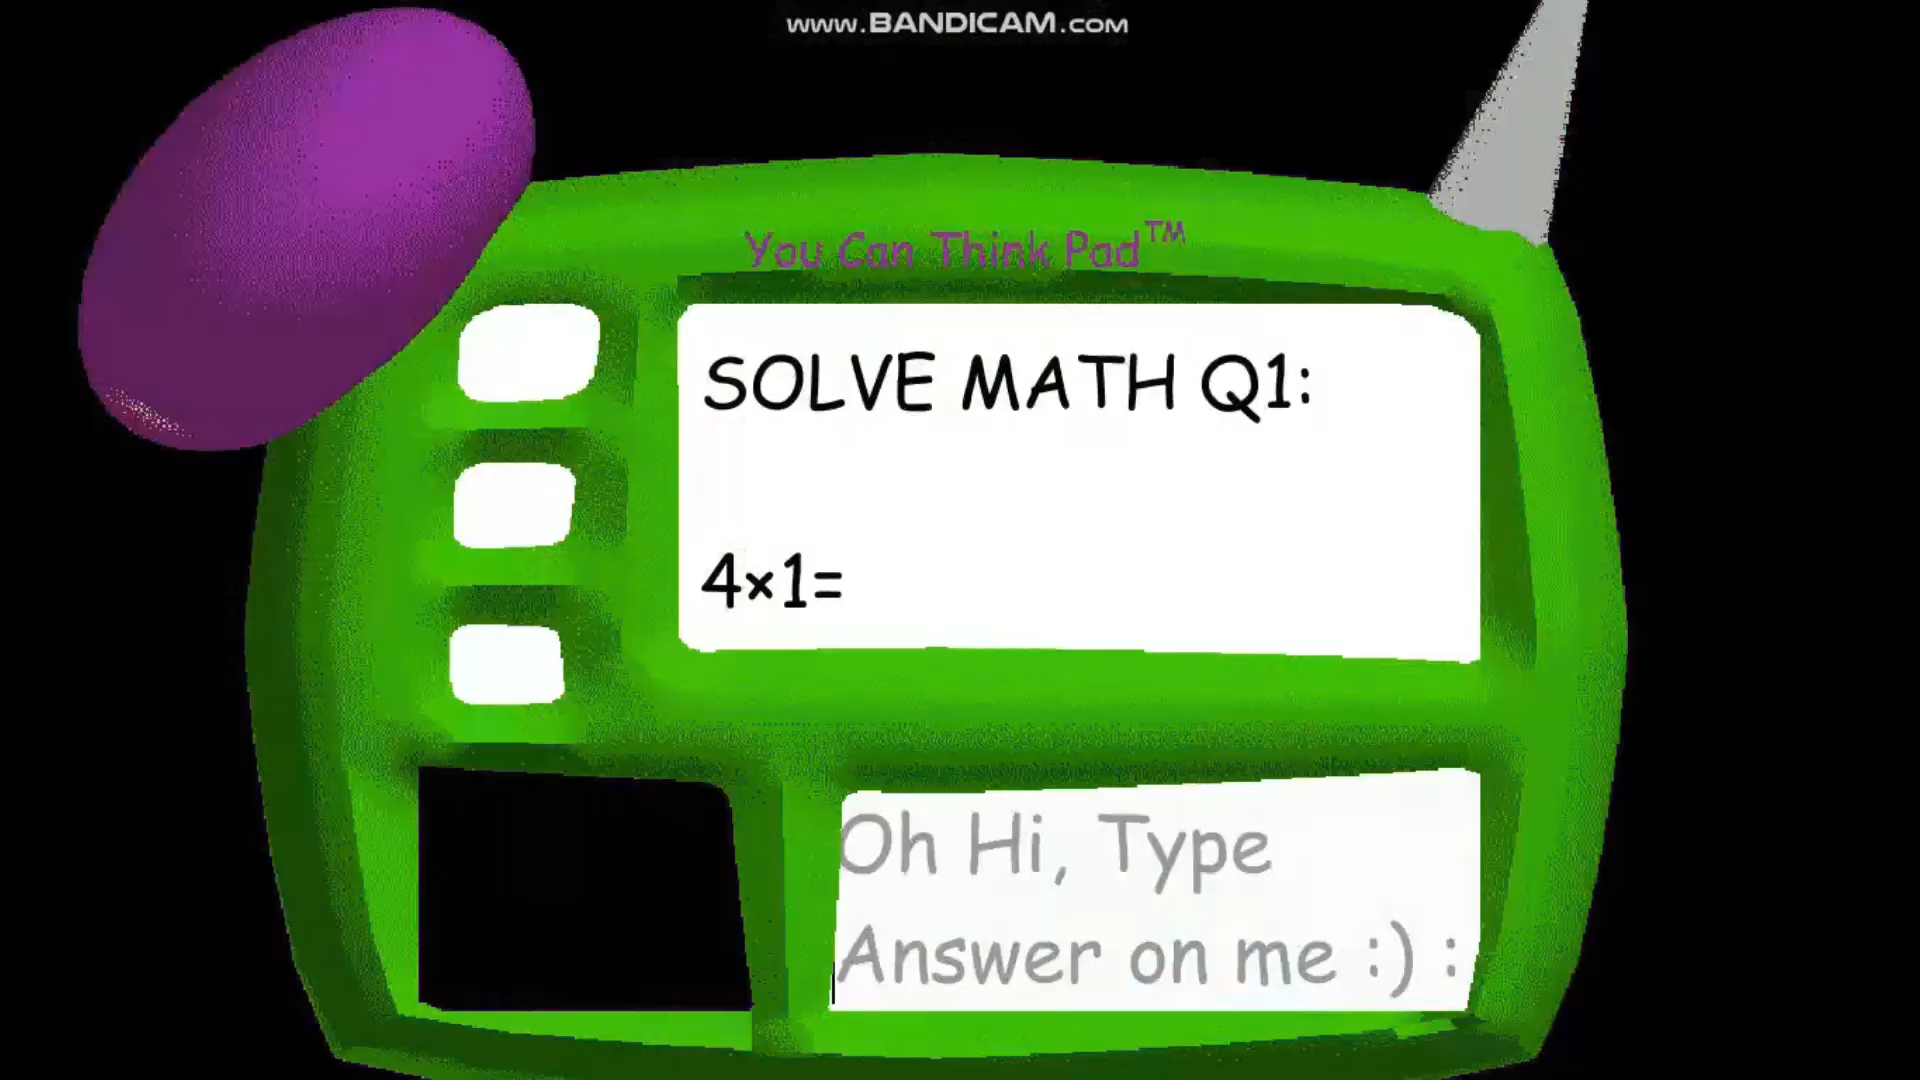 www.BANDICAM.com
You Can Think Pad™
SOLVE MATH Q1:
4×1=
Oh Hi, Type
Answer on me :) :